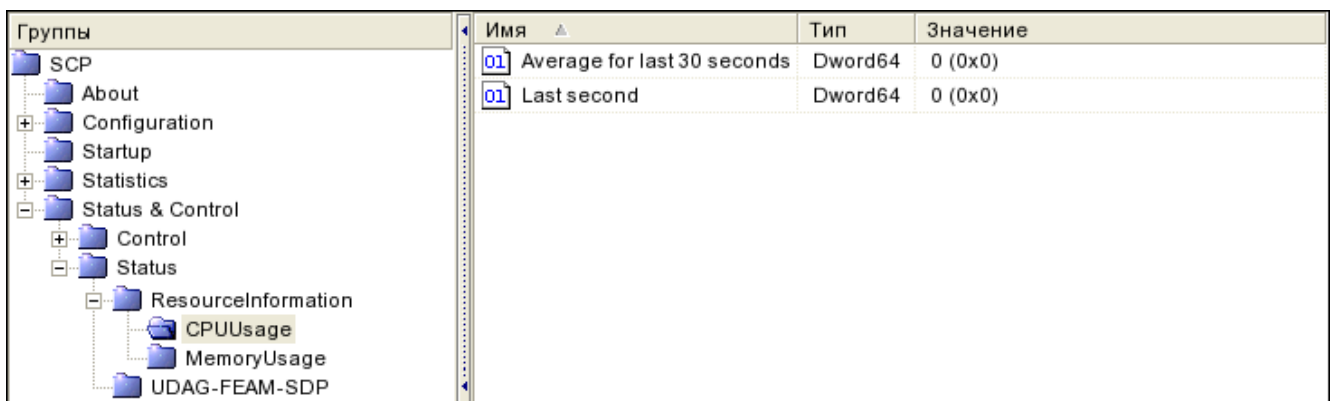 Группы
SCP
About
Configuration
Startup
Statistics
Status & Control
Control
Status
ResourceInformation
CPUUsage
MemoryUsage
UDAG-FEAM-SDP
Имя Тип Значение
01 Average for last 30 seconds Dword64 0 (0x0)
01 Last second Dword64 0 (0x0)